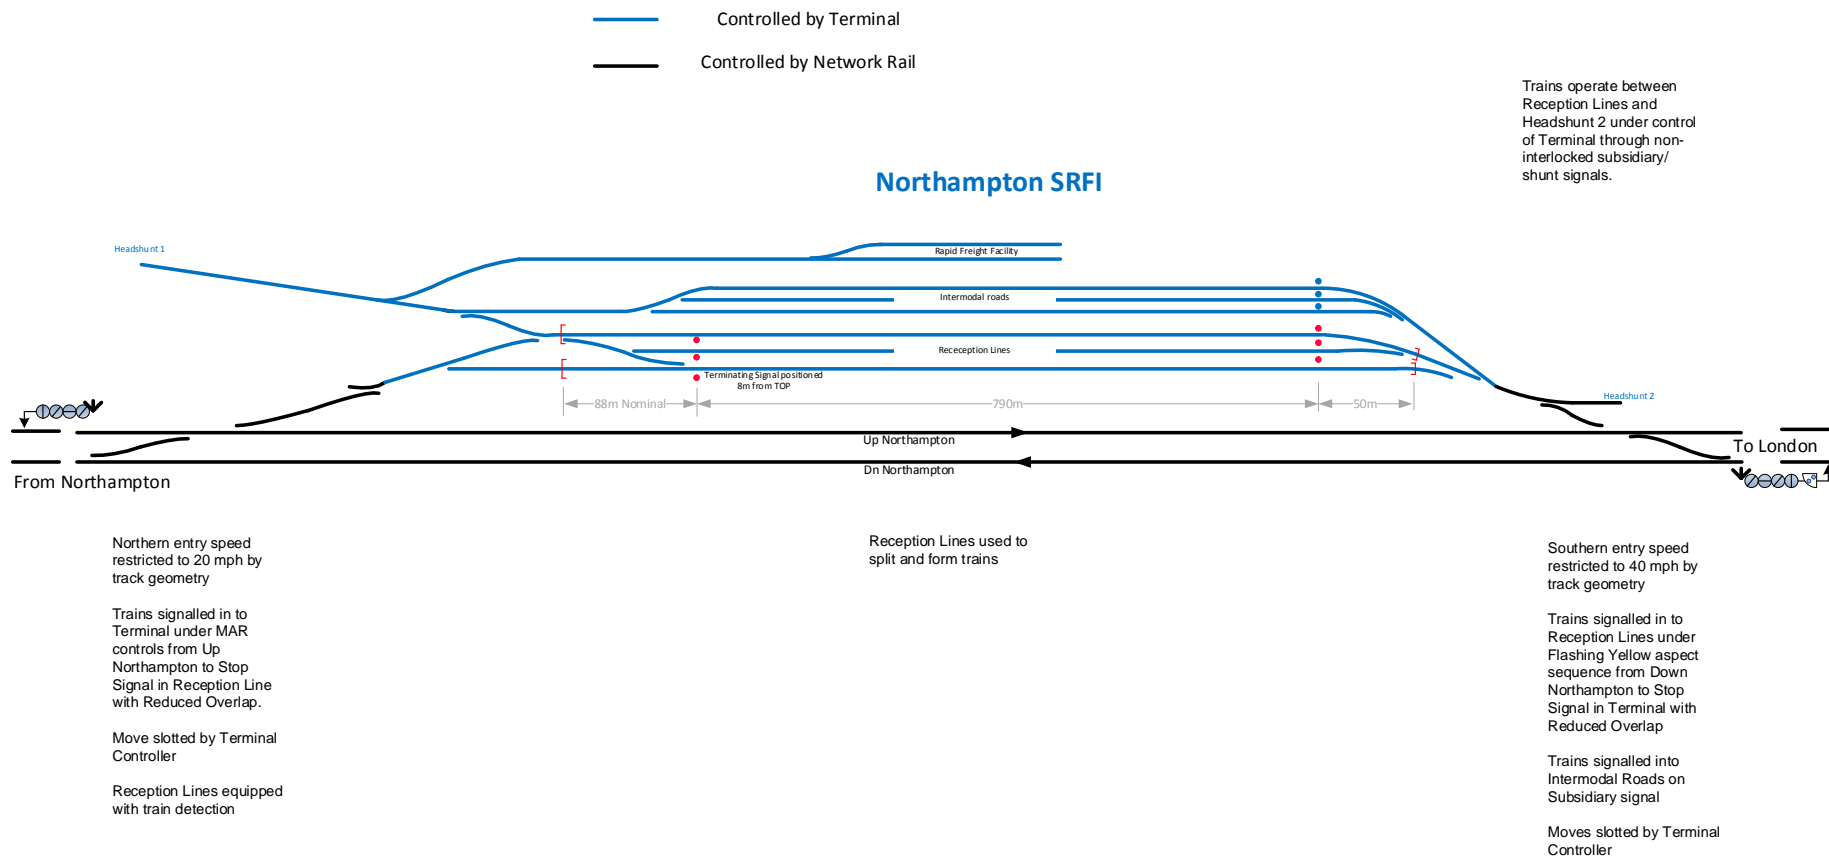 Controlled by Terminal
Controlled by Network Rail
Trains operate between
Reception Lines and
Headshunt 2 under control
of Terminal through non-
interlocked subsidiary/
shunt signals.
Northampton SRFI
Headshunt 1
Rapid Freight Facility
Intermodal roads
Receception Lines
Terminating Signal positioned
8m from TOP
88m Nominal
790m
50m
Headshunt 2
Up Northampton
To London
Dn Northampton
From Northampton
Northern entry speed
restricted to 20 mph by
track geometry
Trains signalled in to
Terminal under MAR
controls from Up
Northampton to Stop
Signal in Reception Line
with Reduced Overlap.
Move slotted by Terminal
Controller
Reception Lines equipped
with train detection
Reception Lines used to
split and form trains
Southern entry speed
restricted to 40 mph by
track geometry
Trains signalled in to
Reception Lines under
Flashing Yellow aspect
sequence from Down
Northampton to Stop
Signal in Terminal with
Reduced Overlap
Trains signalled into
Intermodal Roads on
Subsidiary signal
Moves slotted by Terminal
Controller